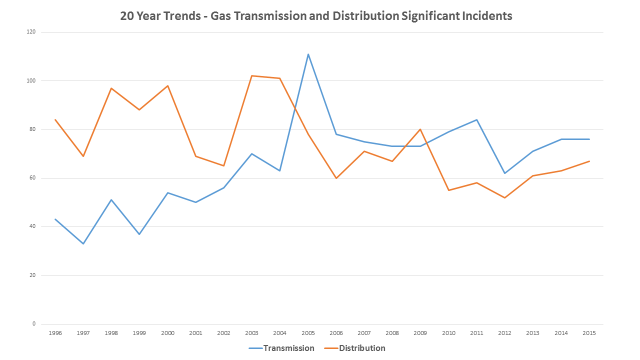 20 Year Trends - Gas Transmission and Distribution Significant Incidents
120
100
80
60
40
20
0
1996 1997 1998 1999 2000 2001 2002 2003 2004 2005 2006 2007 2008 2009 2010 2011 2012 2013 2014 2015
Transmission Distribution